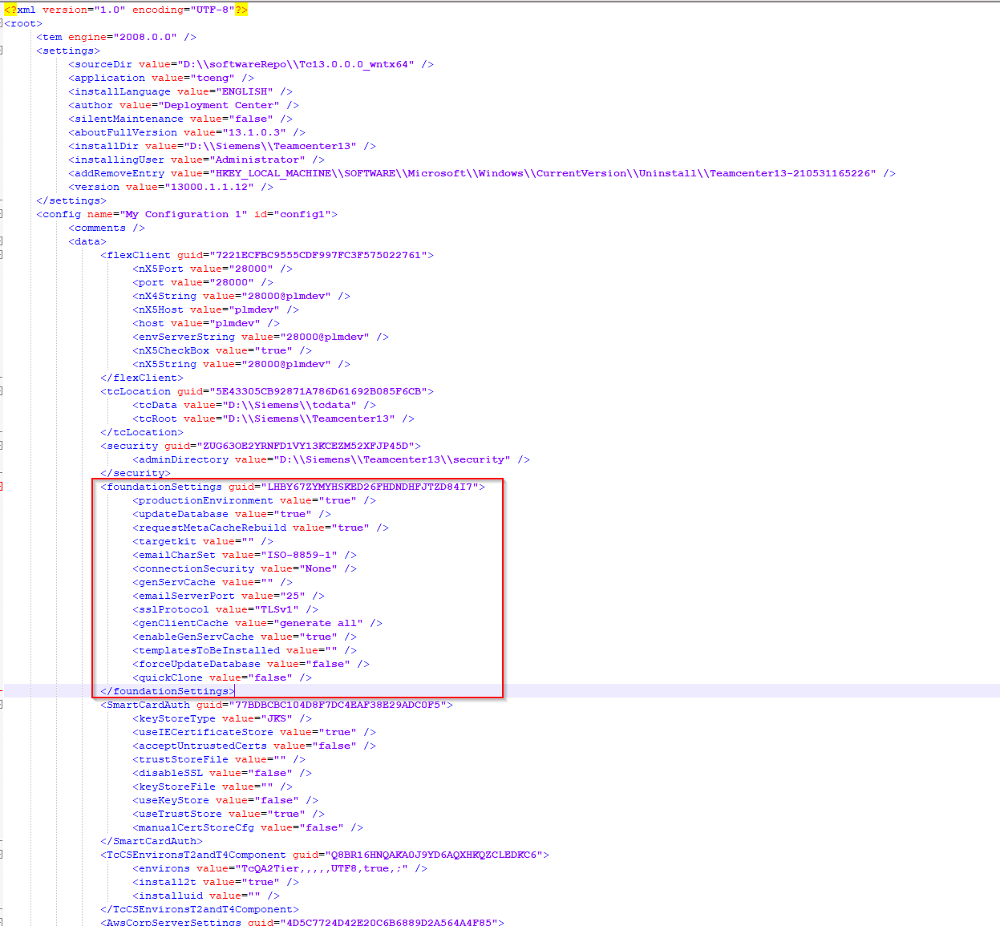 <?xml version="1.0" encoding="UTF-8"?>
<root>
<tem engine="2008.0.0" />
<settings>
<sourceDir value="D:\\softwareRepo\\Tc13.0.0.0_wntx64" />
<application value="tceng" />
<installLanguage value="ENGLISH" />
<author value="Deployment Center" />
<silentMaintenance value="false" />
<aboutFullVersion value="13.1.0.3" />
<installDir value="D:\\Siemens\\Teamcenter13" />
<installingUser value="Administrator" />
<addRemoveEntry value="HKEY_LOCAL_MACHINE\\SOFTWARE\\Microsoft\\Windows\\CurrentVersion\\Uninstall\\Teamcenter13-210531165226" />
<version value="13000.1.1.12" />
</settings>
<config name="My Configuration 1" id="config1">
<comments />
<data>
<flexClient guid="7221ECFBC9555CDF997FC3F575022761">
<nX5Port value="28000" />
<port value="28000" />
<nX4String value="28000@plmdev" />
<nX5Host value="plmdev" />
<host value="plmdev" />
<envServerString value="28000@plmdev" />
<nX5CheckBox value="true" />
<nX5String value="28000@plmdev" />
</flexClient>
<tcLocation guid="5E43305CB92871A786D61692B085F6CB">
<tcData value="D:\\Siemens\\tcdata" />
<tcRoot value="D:\\Siemens\\Teamcenter13" />
</tcLocation>
<security guid="ZUG63OE2YRNFD1VY13KCEZM52XFJP45D">
<adminDirectory value="D:\\Siemens\\Teamcenter13\\security" />
</security>
<foundationSettings guid="LHBY67ZYMYHSKED26FHDNDHFJTZD84I7">
<productionEnvironment value="true" />
<updateDatabase value="true" />
<requestMetaCacheRebuild value="true" />
<targetkit value="" />
<emailCharSet value="ISO-8859-1" />
<connectionSecurity value="None" />
<genServCache value="" />
<emailServerPort value="25" />
<sslProtocol value="TLSv1" />
<genClientCache value="generate all" />
<enableGenServCache value="true" />
<templatesToBeInstalled value="" />
<forceUpdateDatabase value="false" />
<quickClone value="false" />
</foundationSettings>
<SmartCardAuth guid="77BDBCBC104D8F7DC4EAF38E29ADC0F5">
<keyStoreType value="JKS" />
<useIECertificateStore value="true" />
<acceptUntrustedCerts value="false" />
<trustStoreFile value="" />
<disableSSL value="false" />
<keyStoreFile value="" />
<useKeyStore value="false" />
<useTrustStore value="true" />
<manualCertStoreCfg value="false" />
</SmartCardAuth>
<TcCSEnvironsT2andT4Component guid="Q8BR16HNQAKA0J9YD6AQXHKQZCLEDKC6">
<environs value="TcQA2Tier,,,,,UTF8,true,;" />
<install2t value="true" />
<installuid value="" />
</TcCSEnvironsT2andT4Component>
<AwsCorpServerSettings guid="4D5C7724D42E20C6B6889D2A564A4F85">